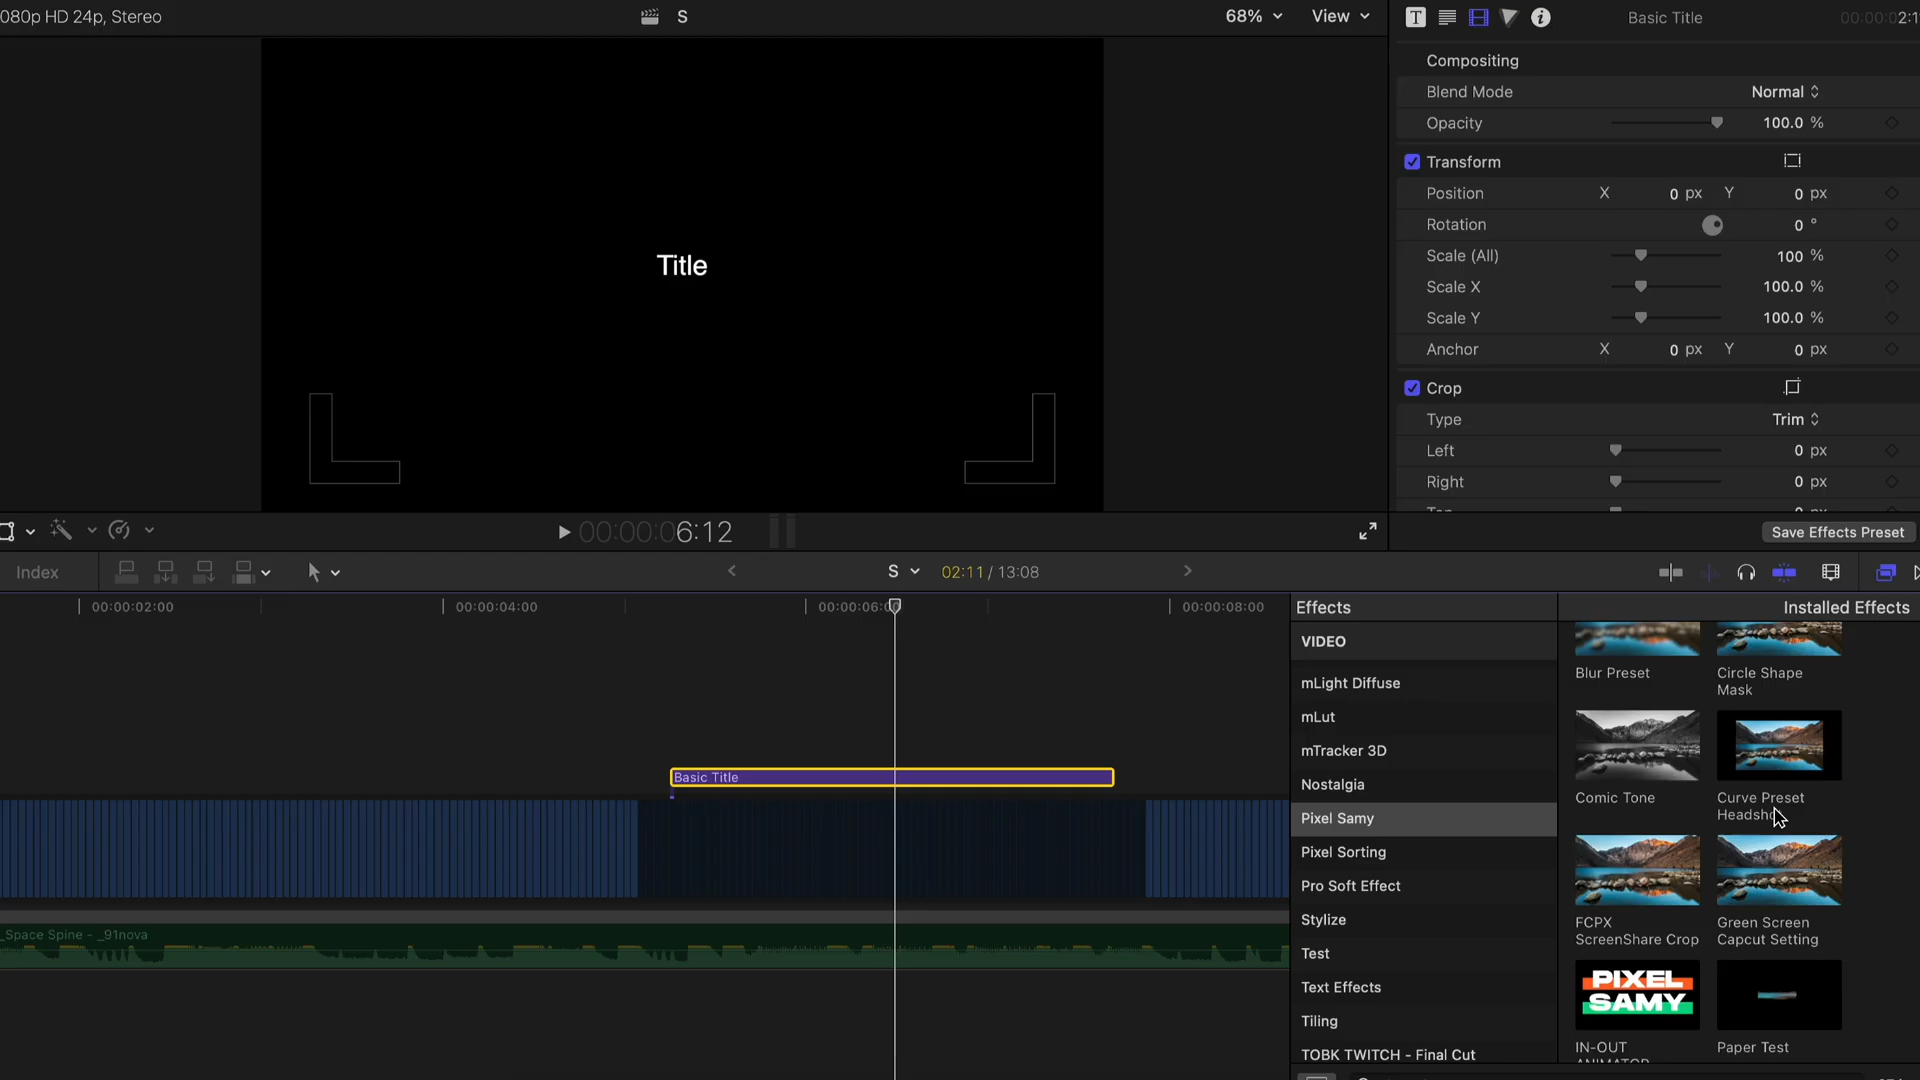 080p HD 24p, Stereo
S
68%
View
Basic Title
00:00:02:1
Compositing
Blend Mode
Normal
Opacity
100.0 %
Transform
Position
X 0 px Y 0 px
Rotation
0 °
Scale (All)
100 %
Scale X
100.0 %
Scale Y
100.0 %
Anchor
X 0 px Y 0 px
Crop
Type
Trim
Left
0 px
Right
0 px
Title
00:00:06:12
Save Effects Preset
Index
S
02:11 / 13:08
00:00:02:00
00:00:04:00
00:00:06:00
00:00:08:00
Basic Title
_Space Spine - _91nova
Effects
Installed Effects
VIDEO
mLight Diffuse
mLut
mTracker 3D
Nostalgia
Pixel Samy
Pixel Sorting
Pro Soft Effect
Stylize
Test
Text Effects
Tiling
TOBK TWITCH - Final Cut
Blur Preset
Circle Shape
Mask
Comic Tone
Curve Preset
FCPX
ScreenShare Crop
Green Screen
Capcut Setting
PIXEL
SAMY
IN-OUT
Paper Test